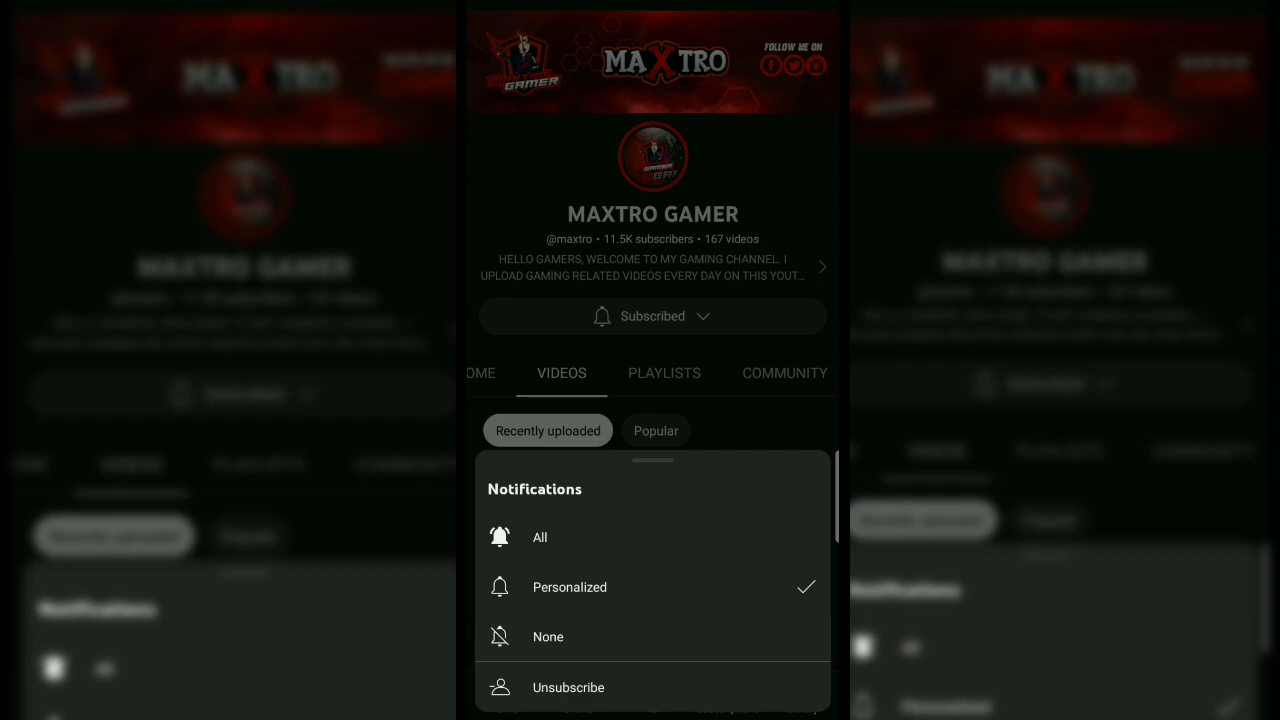 FOLLOW ME ON
MAXTRO
GAMER
MAXTRO GAMER
@maxtro • 11.5K subscribers • 167 videos
HELLO GAMERS, WELCOME TO MY GAMING CHANNEL. I
UPLOAD GAMING RELATED VIDEOS EVERY DAY ON THIS YOUT...
Subscribed
OME VIDEOS PLAYLISTS COMMUNITY
Recently uploaded Popular
Notifications
All
Personalized
None
Unsubscribe